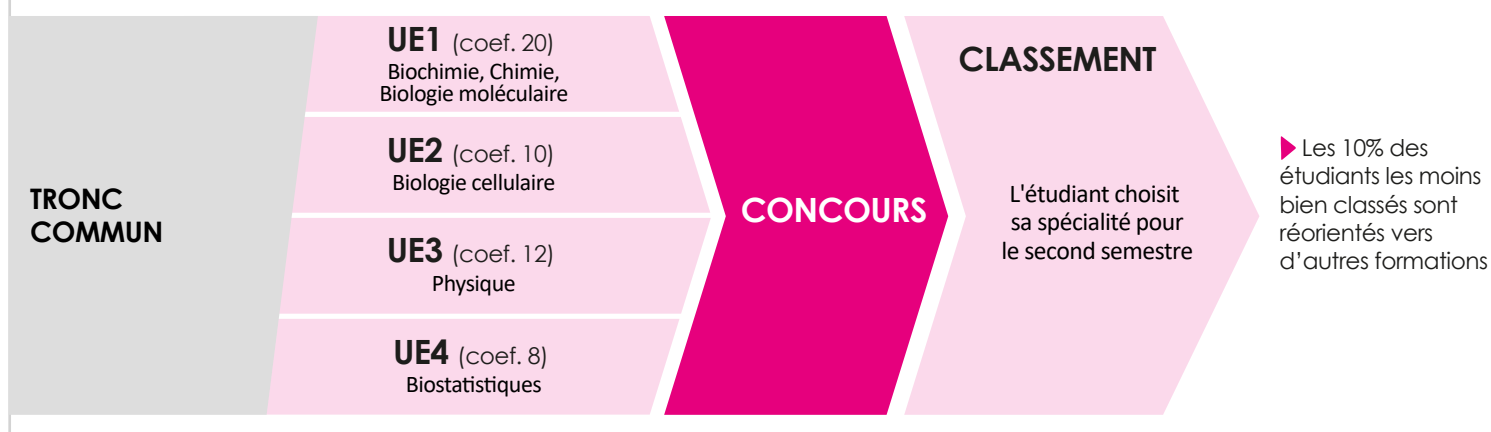 TRONC
COMMUN
UE1 (coef. 20)
Biochimie, Chimie,
Biologie moléculaire
UE2 (coef. 10)
Biologie cellulaire
UE3 (coef. 12)
Physique
UE4 (coef. 8)
Biostatistiques
CONCOURS
CLASSEMENT
L'étudiant choisit
sa spécialité pour
le second semestre
Les 10% des
étudiants les moins
bien classés sont
réorientés vers
d’autres formations